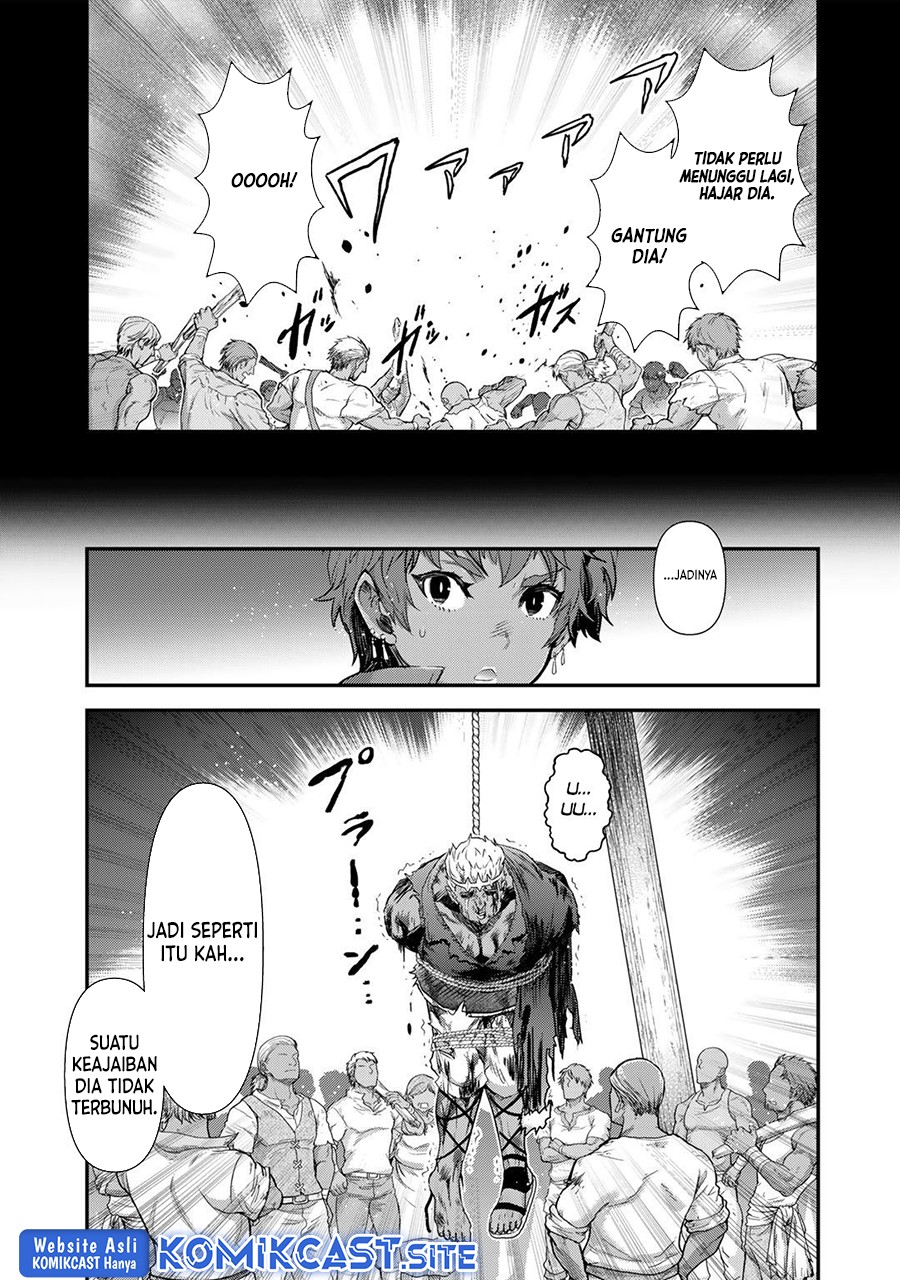 TIDAK PERLU
MENUNGGU LAGI,
HAJAR DIA.
GANTUNG
DIA!
ワァァァァ
OOOOH!
ガッ
ガッ
ガス
...JADINYA
U...
UU...
プラーン
JADI SEPERTI
ITU KAH...
SUATU
KEAJAIBAN
DIA TIDAK
TERBUNUH.
Website Asli
KOMIKCAST Hanya
KOMIKCAST.SITE